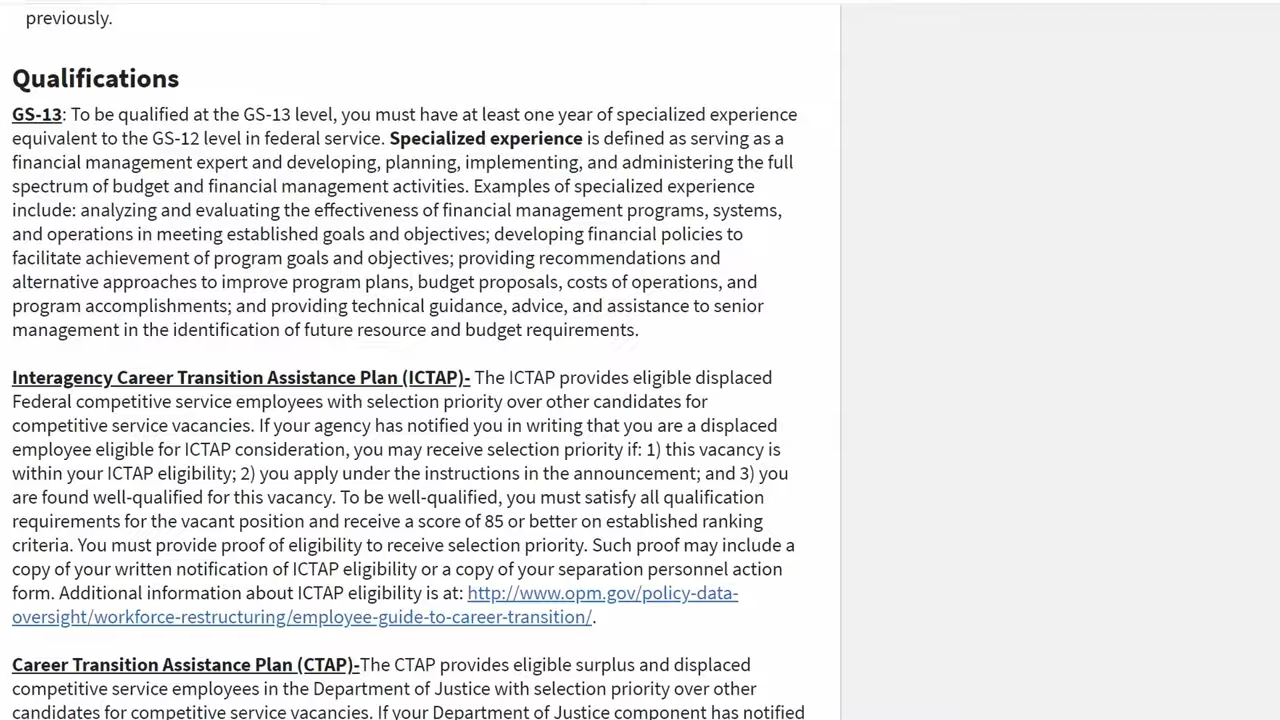 previously.
Qualifications
GS-13: To be qualified at the GS-13 level, you must have at least one year of specialized experience
equivalent to the GS-12 level in federal service. Specialized experience is defined as serving as a
financial management expert and developing, planning, implementing, and administering the full
spectrum of budget and financial management activities. Examples of specialized experience
include: analyzing and evaluating the effectiveness of financial management programs, systems,
and operations in meeting established goals and objectives; developing financial policies to
facilitate achievement of program goals and objectives; providing recommendations and
alternative approaches to improve program plans, budget proposals, costs of operations, and
program accomplishments; and providing technical guidance, advice, and assistance to senior
management in the identification of future resource and budget requirements.
Interagency Career Transition Assistance Plan (ICTAP)- The ICTAP provides eligible displaced
Federal competitive service employees with selection priority over other candidates for
competitive service vacancies. If your agency has notified you in writing that you are a displaced
employee eligible for ICTAP consideration, you may receive selection priority if: 1) this vacancy is
within your ICTAP eligibility; 2) you apply under the instructions in the announcement; and 3) you
are found well-qualified for this vacancy. To be well-qualified, you must satisfy all qualification
requirements for the vacant position and receive a score of 85 or better on established ranking
criteria. You must provide proof of eligibility to receive selection priority. Such proof may include a
copy of your written notification of ICTAP eligibility or a copy of your separation personnel action
form. Additional information about ICTAP eligibility is at: http://www.opm.gov/policy-data-
oversight/workforce-restructuring/employee-guide-to-career-transition/.
Career Transition Assistance Plan (CTAP)-The CTAP provides eligible surplus and displaced
competitive service employees in the Department of Justice with selection priority over other
candidates for competitive service vacancies. If your Department of Justice component has notified